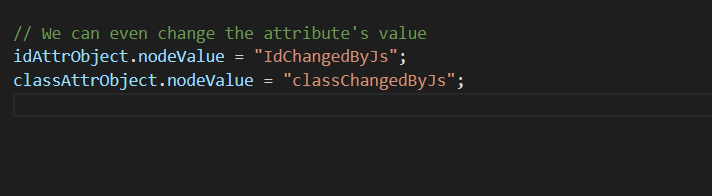 // We can even change the attribute's value
idAttrObject.nodeValue = "IdChangedByJs";
classAttrObject.nodeValue = "classChangedByJs";